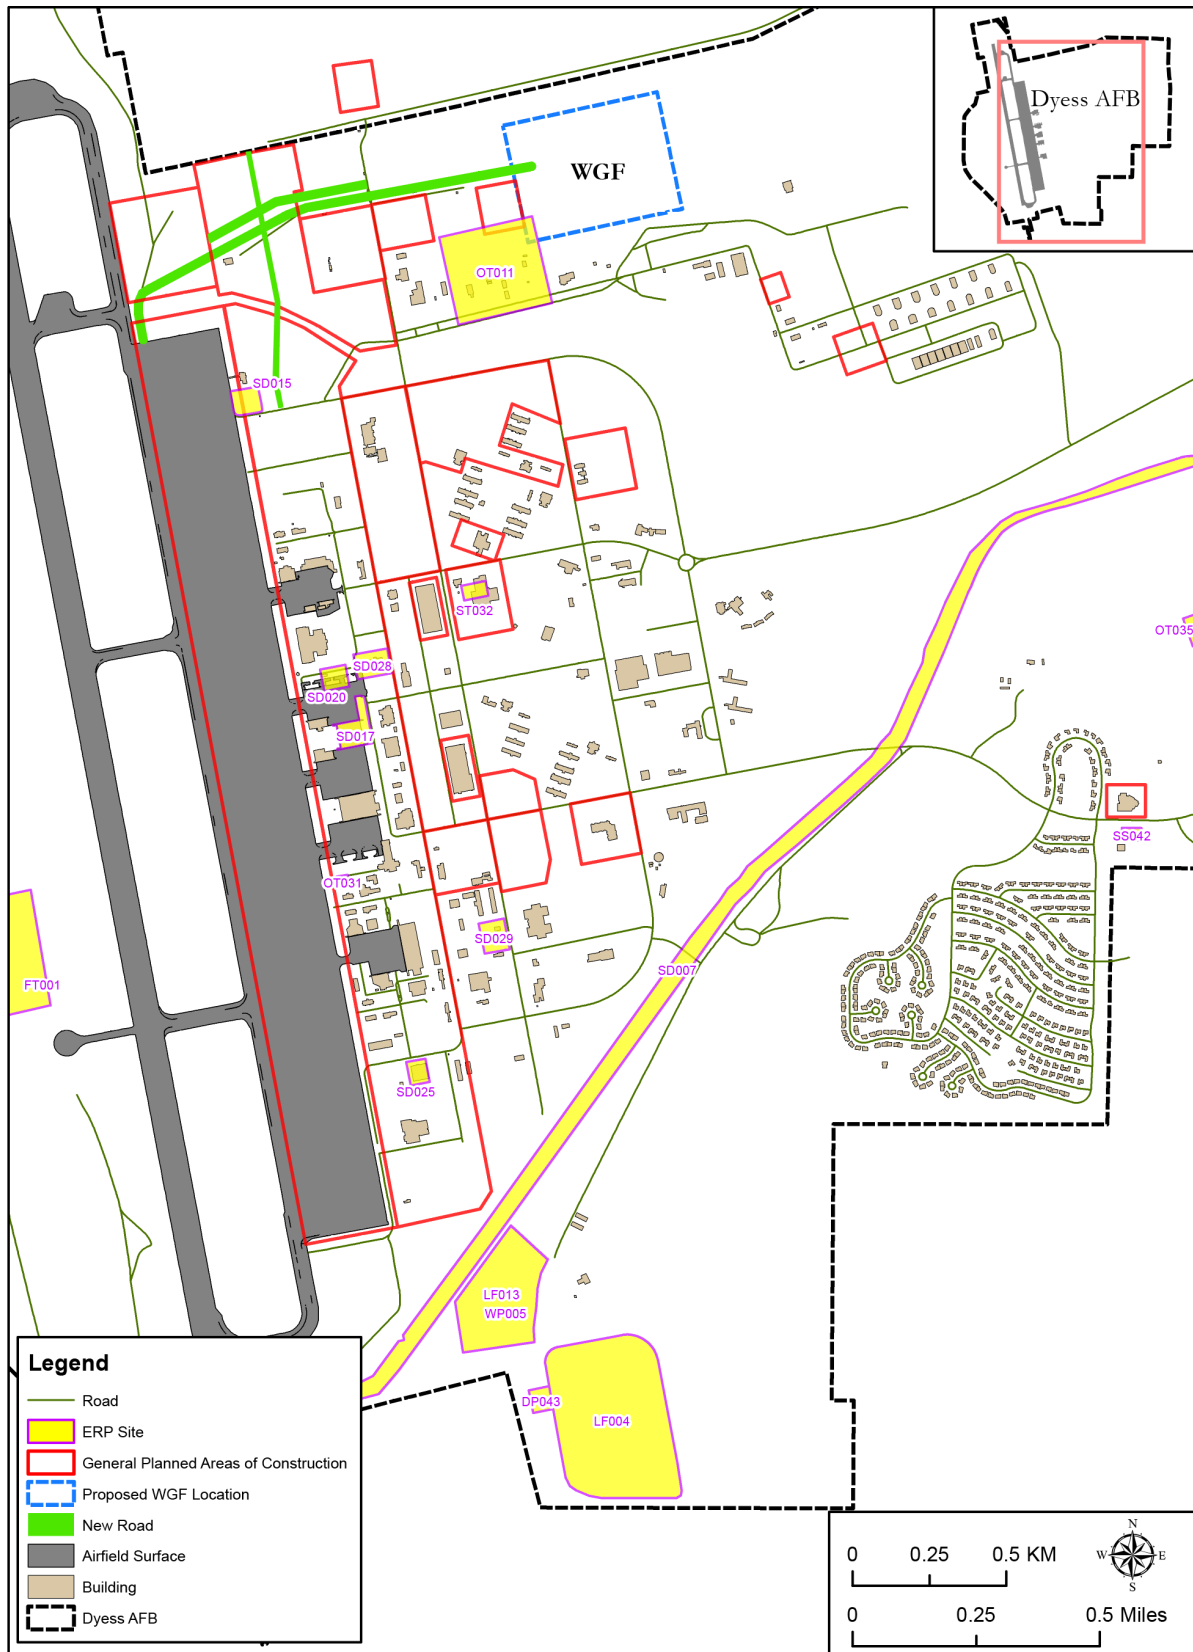 Dyess AFB
WGF
OT011
SD015
ST032
OT035
SD028
SD020
SD017
SS042
OT031
SD029
SD007
FT001
SD025
LF013
WP005
DP043
LF004
Legend
Road
ERP Site
General Planned Areas of Construction
Proposed WGF Location
New Road
Airfield Surface
Building
Dyess AFB
N
W E
S
0 0.25 0.5 KM
0 0.25 0.5 Miles